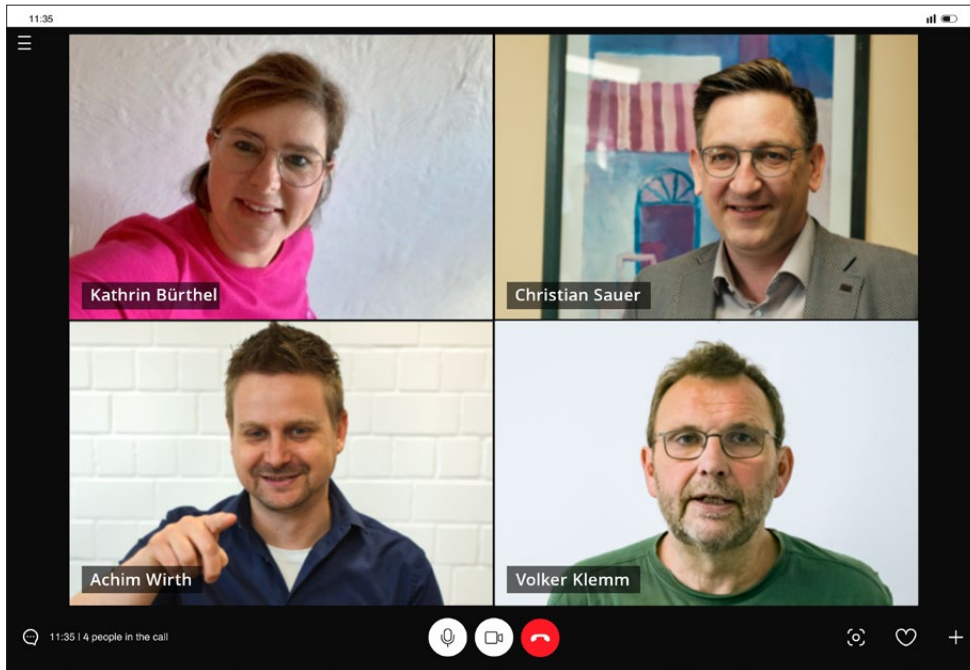 11:35
Kathrin Bürthel
Christian Sauer
Achim Wirth
Volker Klemm
11:35 | 4 people in the call